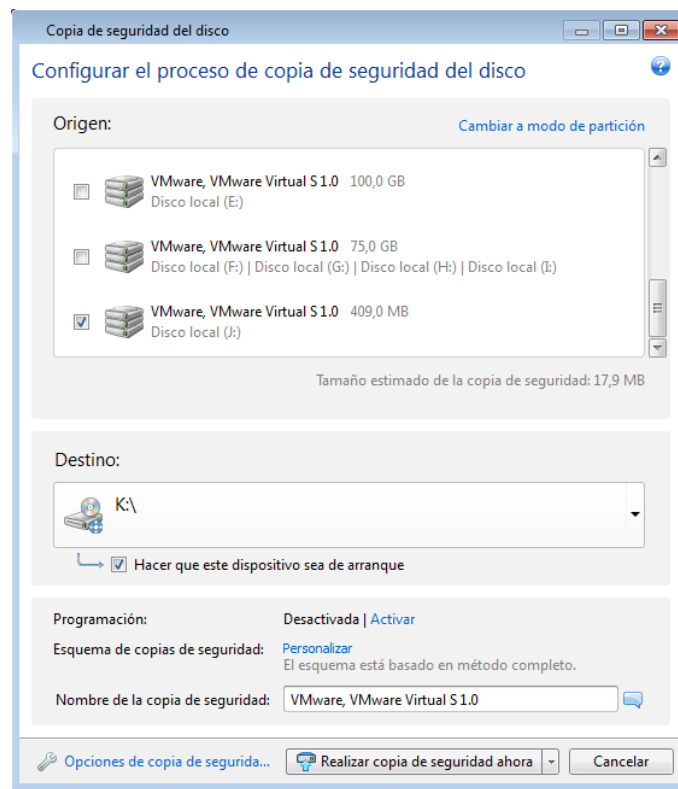 Copia de seguridad del disco
Configurar el proceso de copia de seguridad del disco
Origen:
Cambiar a modo de partición
VMware, VMware Virtual S 1.0 100,0 GB
Disco local (E:)
VMware, VMware Virtual S 1.0 75,0 GB
Disco local (F:) | Disco local (G:) | Disco local (H:) | Disco local (I:)
VMware, VMware Virtual S 1.0 409,0 MB
Disco local (J:)
Tamaño estimado de la copia de seguridad: 17,9 MB
Destino:
K:\
Hacer que este dispositivo sea de arranque
Programación: Desactivada | Activar
Esquema de copias de seguridad: Personalizar
El esquema está basado en método completo.
Nombre de la copia de seguridad: VMware, VMware Virtual S 1.0
Opciones de copia de segurida... Realizar copia de seguridad ahora Cancelar